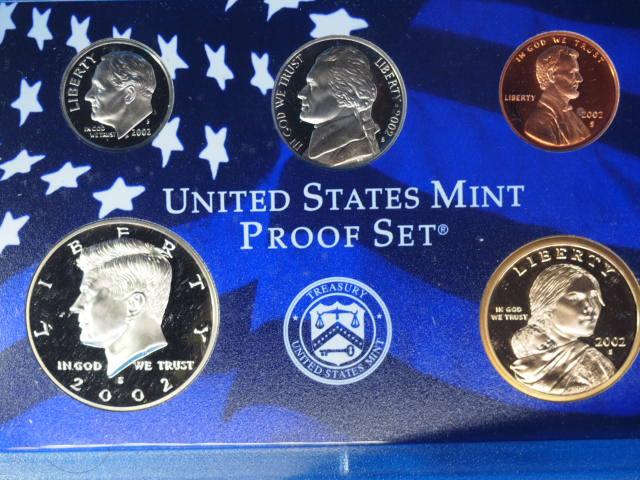 LIBERTY
IN GOD
WE TRUST
S
2002
IN GOD WE TRUST
LIBERTY
2002
S
IN GOD WE TRUST
LIBERTY
2002
S
UNITED STATES MINT
PROOF SET®
LIBERTY
IN GOD WE TRUST
S
2002
TREASURY
UNITED STATES MINT
LIBERTY
IN GOD
WE TRUST
2002
S